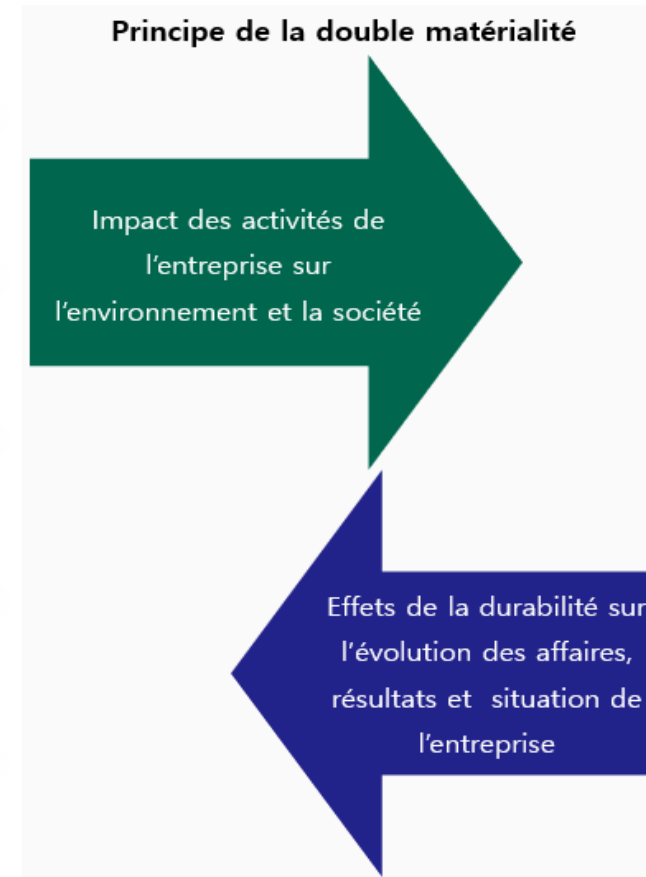 Principe de la double matérialité
Impact des activités de
l'entreprise sur
l'environnement et la société
Effets de la durabilité sur
l'évolution des affaires,
résultats et  situation de
l'entreprise